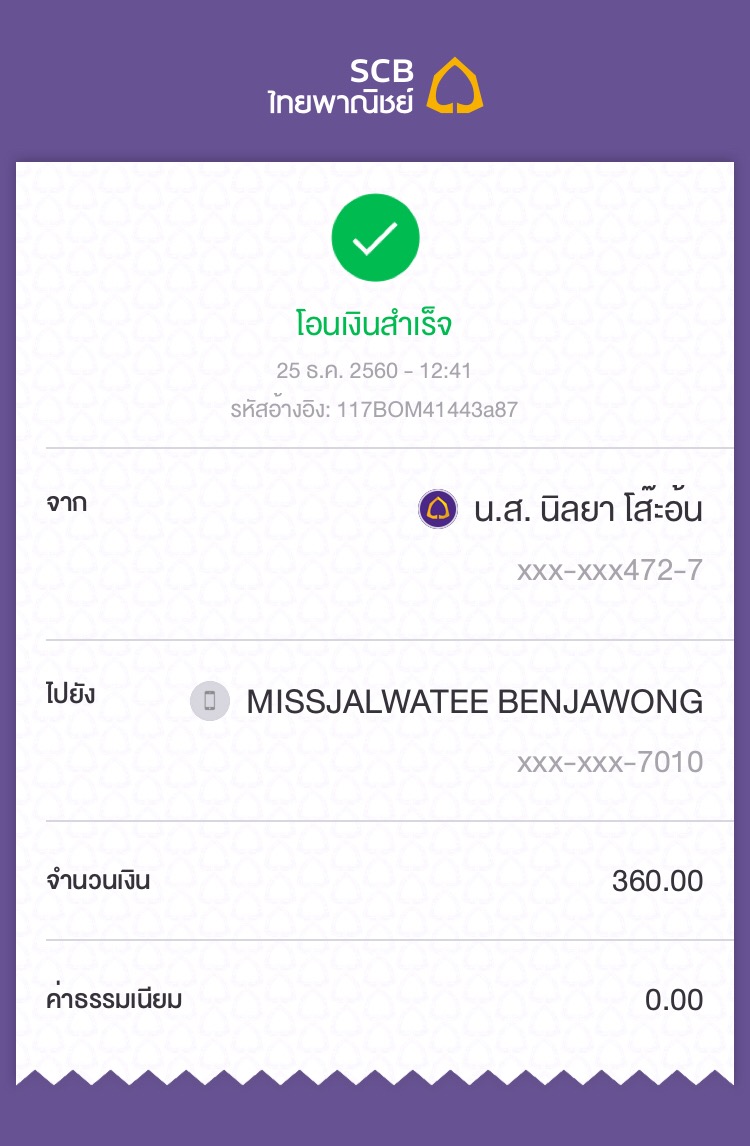 SCB
ไทยพาณิชย์
โอนเงินสำเร็จ
25 ธ.ค. 2560 - 12:41
รหัสอ้างอิง: 117BOM41443a87
จาก
น.ส. นิลยา โส๊ะอ้น
xxx-xxx472-7
ไปยัง
MISSJALWATEE BENJAWONG
xxx-xxx-7010
จำนวนเงิน 360.00
ค่าธรรมเนียม 0.00